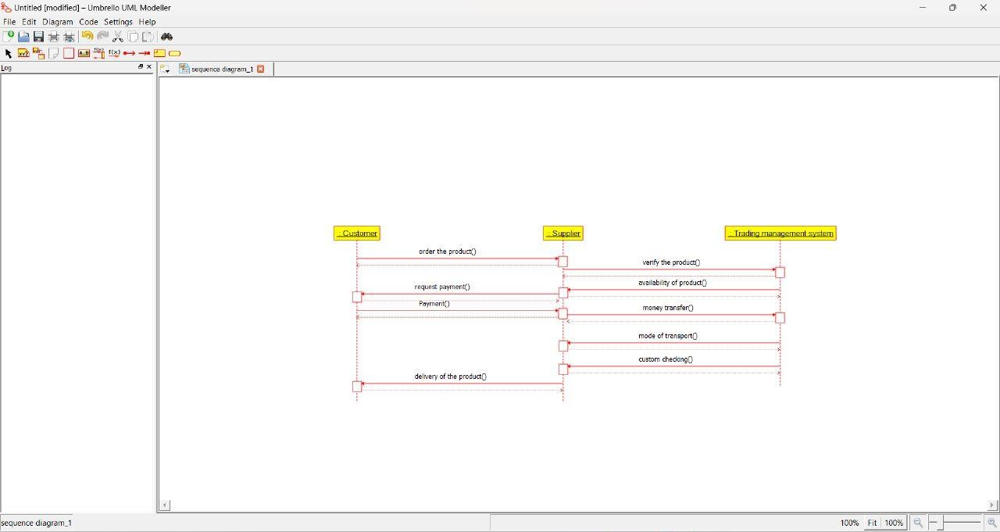 Untitled [modified] – Umbrello UML Modeller
File Edit Diagram Code Settings Help
Log
sequence diagram_1
: Customer
: Supplier
: Trading management system
order the product()
verify the product()
availability of product()
request payment()
Payment()
money transfer()
mode of transport()
custom checking()
delivery of the product()
sequence diagram_1
100% Fit 100%